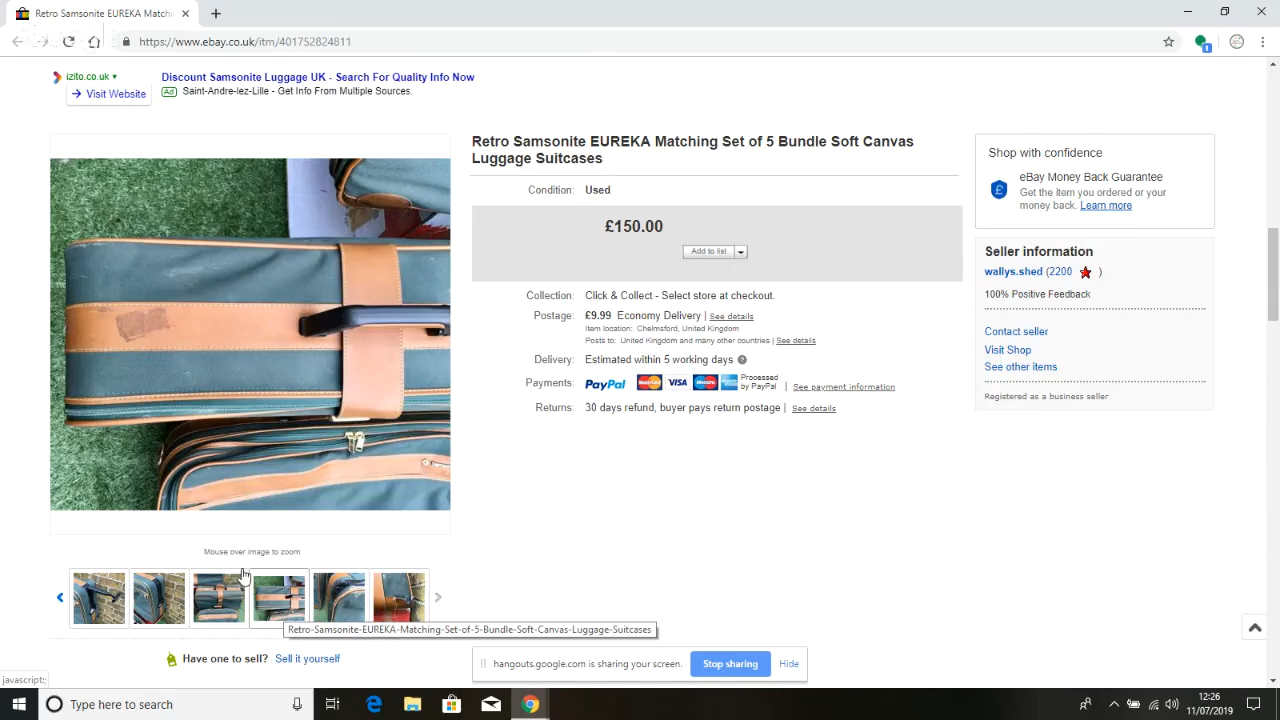 Retro Samsonite EUREKA Matchi
https://www.ebay.co.uk/itm/401752824811
1
izito.co.uk
Visit Website
Discount Samsonite Luggage UK - Search For Quality Info Now
Ad Saint-Andre-lez-Lille - Get Info From Multiple Sources.
Retro Samsonite EUREKA Matching Set of 5 Bundle Soft Canvas
Luggage Suitcases
Condition: Used
£150.00
Add to list
Collection: Click & Collect - Select store at checkout.
Postage: £9.99 Economy Delivery | See details
Item location: Chelmsford, United Kingdom
Posts to: United Kingdom and many other countries | See details
Delivery: Estimated within 5 working days ?
Payments: PayPal MasterCard VISA Maestro Processed by PayPal | See payment information
Returns: 30 days refund, buyer pays return postage | See details
Shop with confidence
£
eBay Money Back Guarantee
Get the item you ordered or your
money back. Learn more
Seller information
wallys.shed (2200 )
100% Positive Feedback
Contact seller
Visit Shop
See other items
Registered as a business seller
Mouse over image to zoom
Retro-Samsonite-EUREKA-Matching-Set-of-5-Bundle-Soft-Canvas-Luggage-Suitcases
Have one to sell? Sell it yourself
hangouts.google.com is sharing your screen. Stop sharing Hide
javascript:;
Type here to search
12:26
11/07/2019